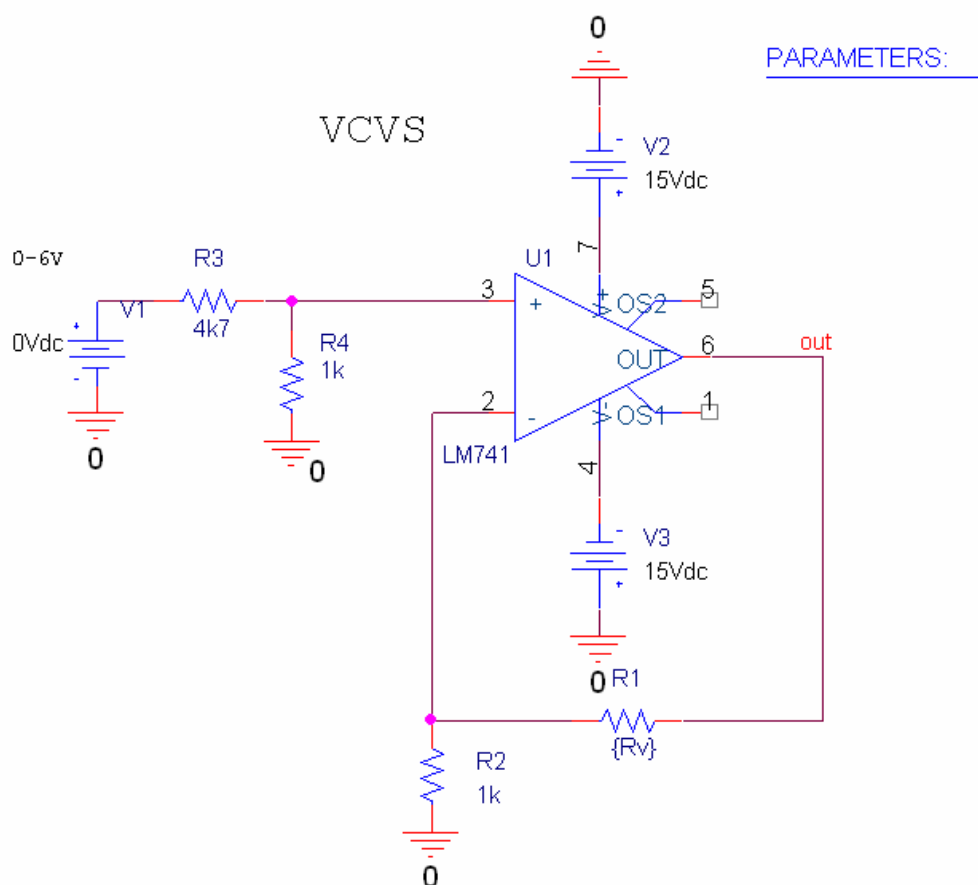 0
PARAMETERS:
VCVS
-
V2
15Vdc
+
0-6v
R3
U1
7
V1
4k7
3
+
+
V
OS2
5
+
0Vdc
-
R4
1k
OUT
6
out
2
-
-
V
OS1
1
0
0
LM741
4
-
V3
15Vdc
+
0
R1
{Rv}
R2
1k
0